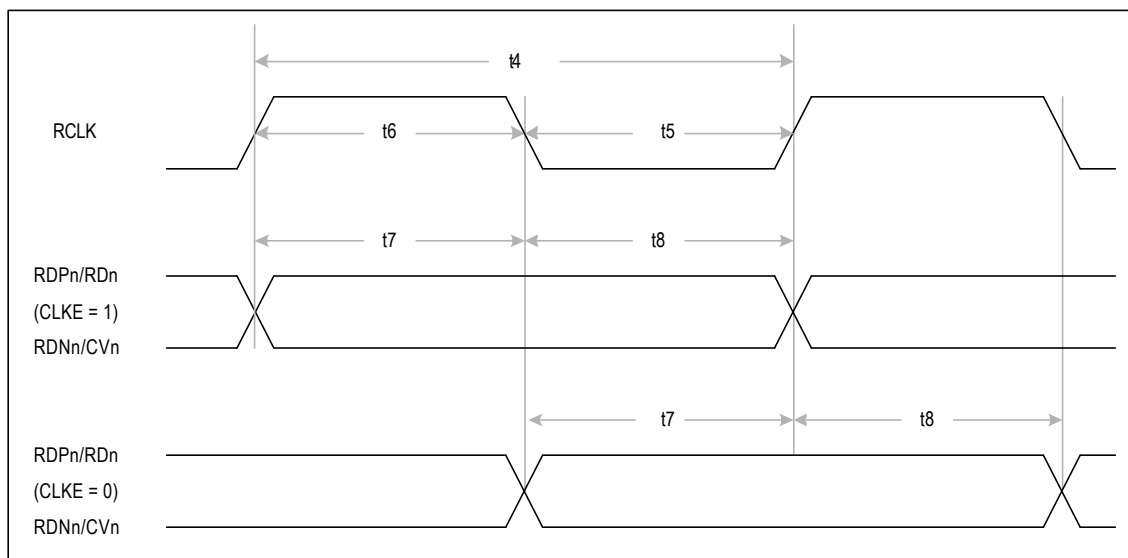 t4
RCLK
t6
t5
t7
t8
RDPn/RDn
(CLKE = 1)
RDNn/CVn
t7
t8
RDPn/RDn
(CLKE = 0)
RDNn/CVn